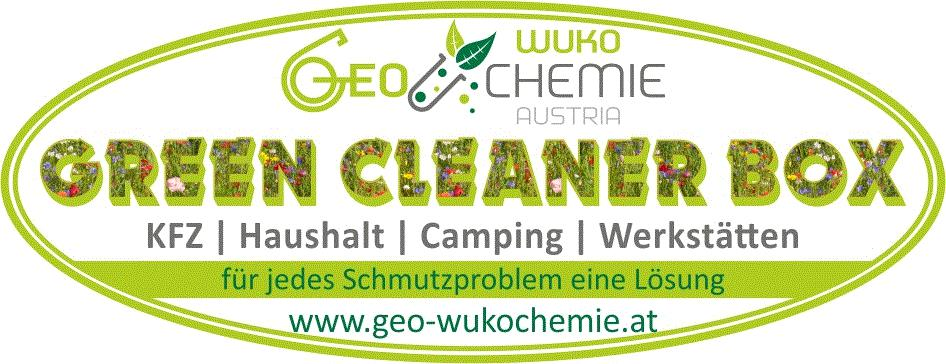 WUKO
GEO CHEMIE
AUSTRIA
GREEN CLEANER BOX
KFZ | Haushalt | Camping | Werkstätten
für jedes Schmutzproblem eine Lösung
www.geo-wukochemie.at